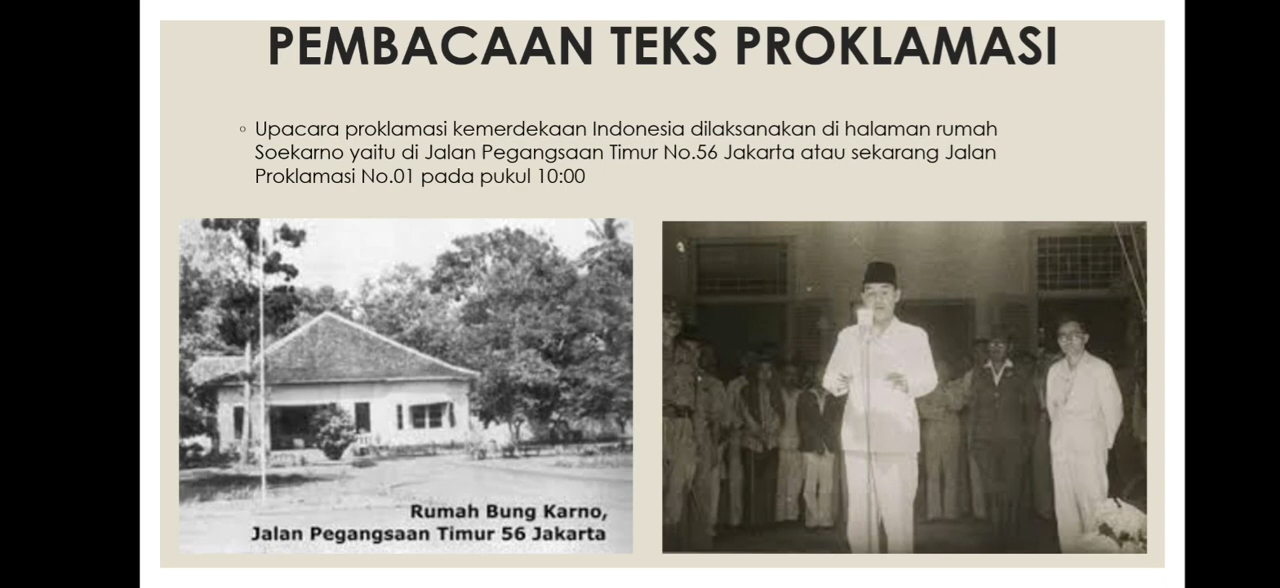 PEMBACAAN TEKS PROKLAMASI
◦ Upacara proklamasi kemerdekaan Indonesia dilaksanakan di halaman rumah
Soekarno yaitu di Jalan Pegangsaan Timur No.56 Jakarta atau sekarang Jalan
Proklamasi No.01 pada pukul 10:00
Rumah Bung Karno,
Jalan Pegangsaan Timur 56 Jakarta